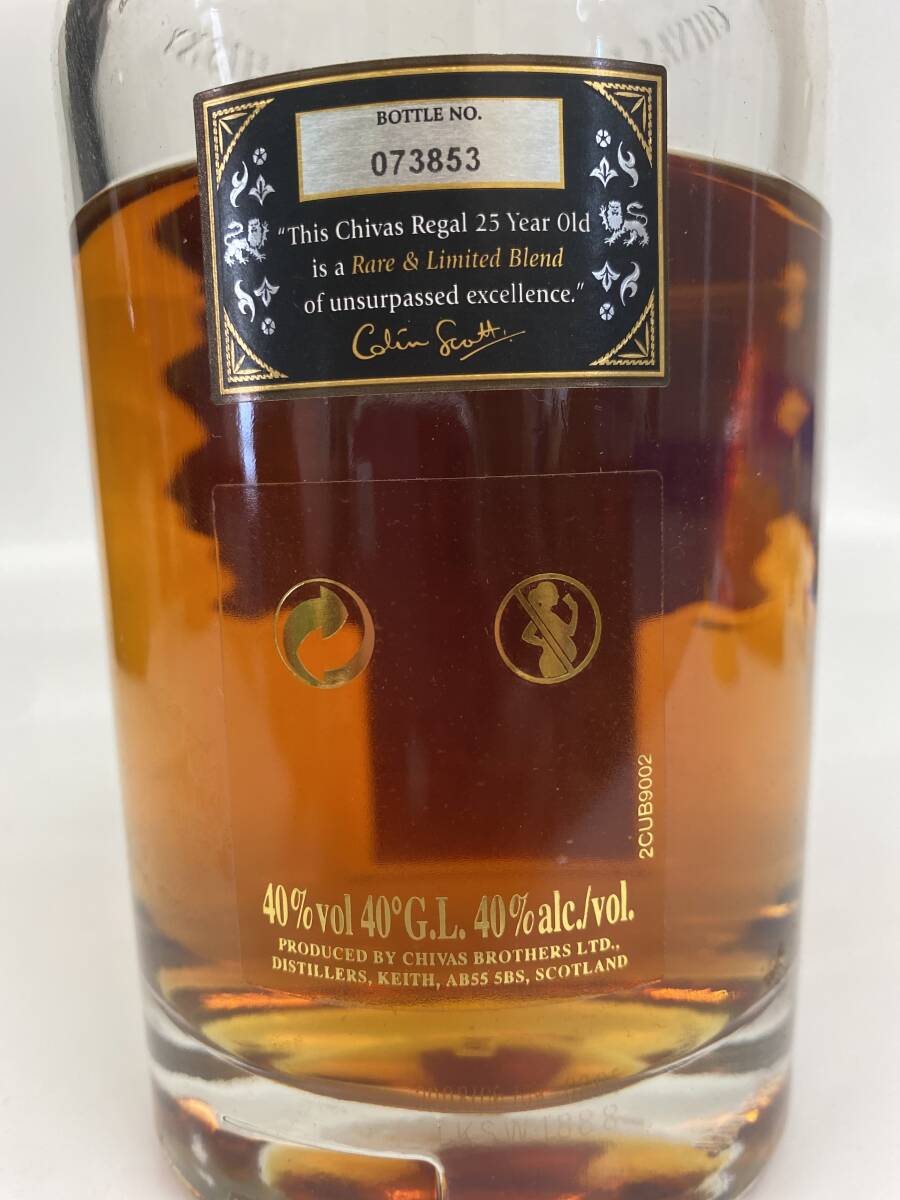 BOTTLE NO.
073853
"This Chivas Regal 25 Year Old
is a Rare & Limited Blend
of unsurpassed excellence."
Colin Scott.
2CUB9002
40%vol 40°G.L. 40%alc./vol.
PRODUCED BY CHIVAS BROTHERS LTD.,
DISTILLERS, KEITH, AB55 5BS, SCOTLAND